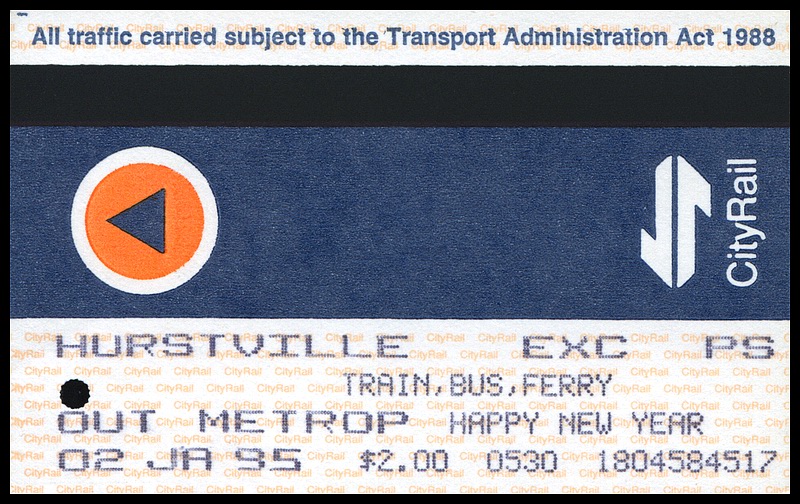 All traffic carried subject to the Transport Administration Act 1988
CityRail
HURSTVILLE EXC PS
TRAIN,BUS,FERRY
OUT METROP HAPPY NEW YEAR
02 JA 95 $2.00 0530 1804584517